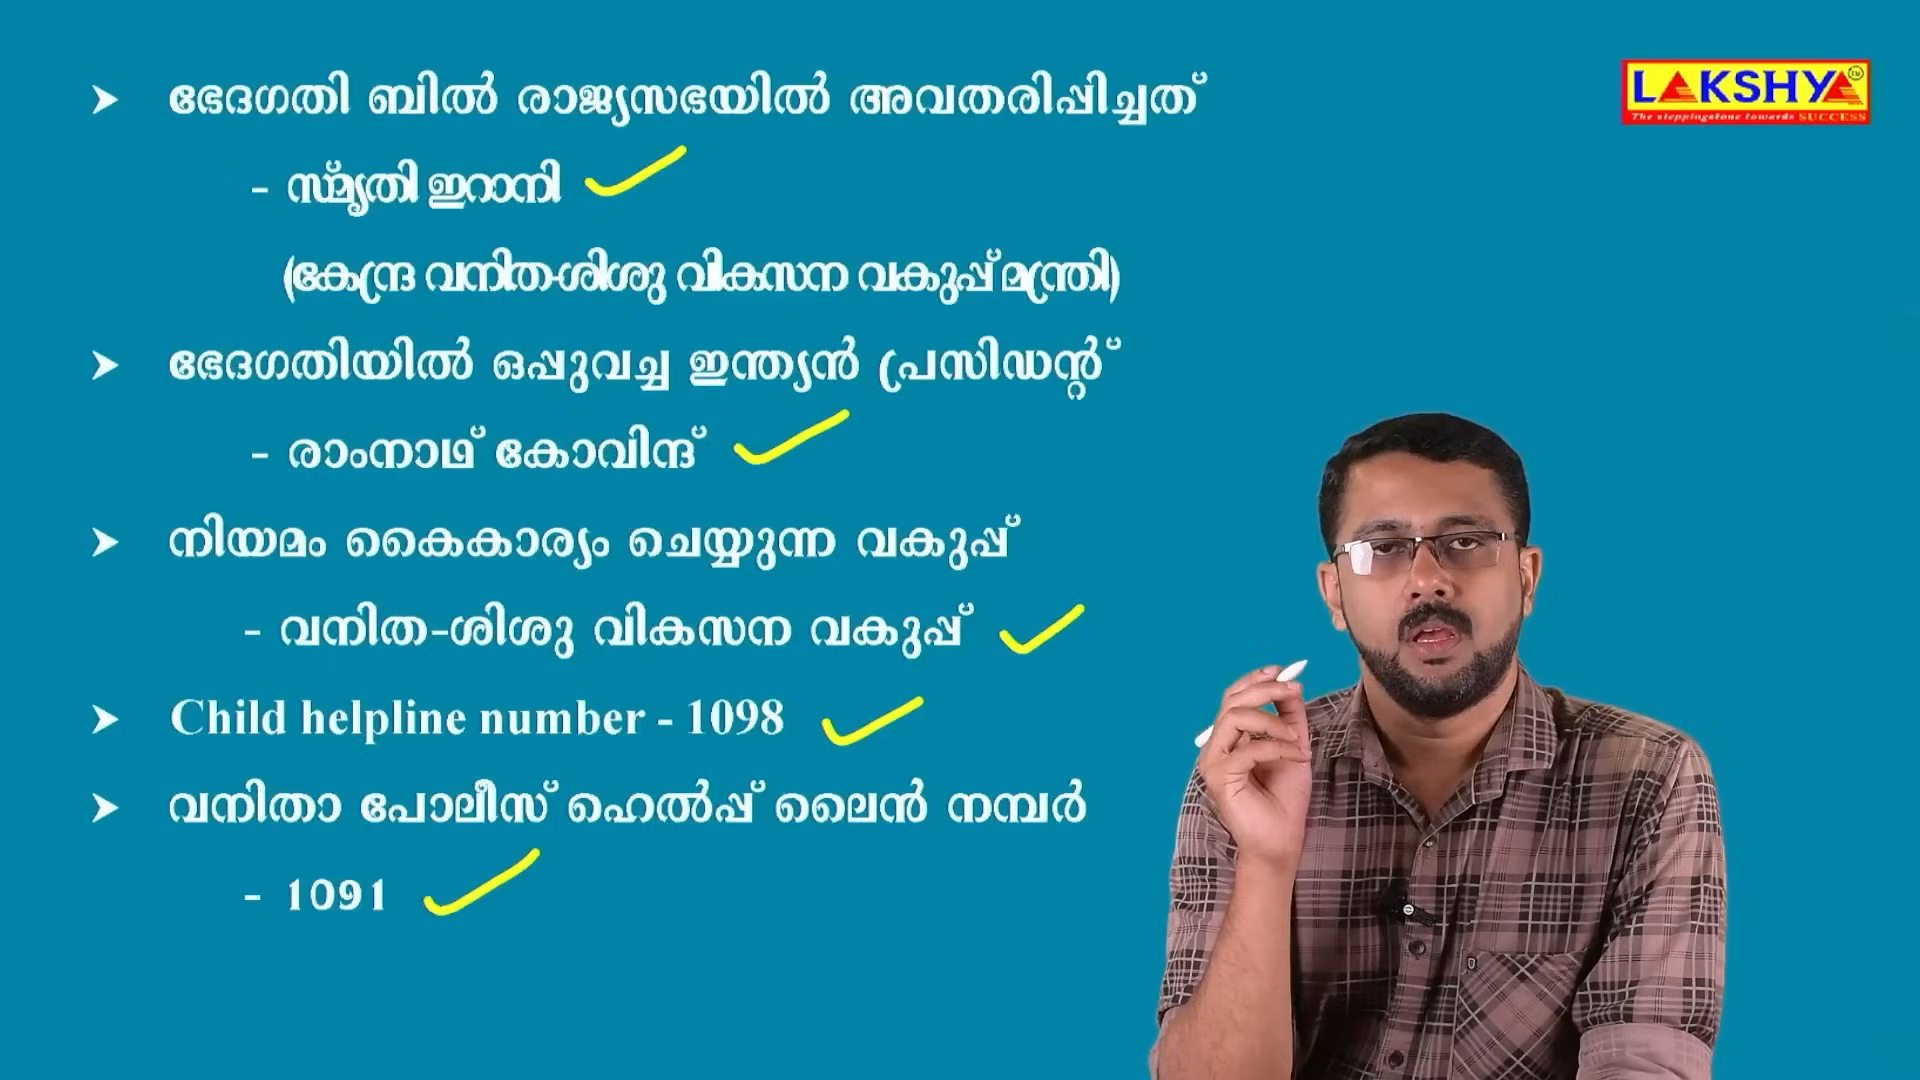 ➤ ഭേദഗതി ബിൽ രാജ്യസഭയിൽ അവതരിപ്പിച്ചത്
- സ്മൃതി ഇറാനി
(കേന്ദ്ര വനിത-ശിശു വികസന വകുപ്പ് മന്ത്രി)
➤ ഭേദഗതിയിൽ ഒപ്പുവച്ച ഇന്ത്യൻ പ്രസിഡന്റ്
- രാംനാഥ് കോവിന്ദ്
➤ നിയമം കൈകാര്യം ചെയ്യുന്ന വകുപ്പ്
- വനിത-ശിശു വികസന വകുപ്പ്
➤ Child helpline number - 1098
➤ വനിതാ പോലീസ് ഹെൽപ്പ് ലൈൻ നമ്പർ
- 1091
LAKSHYA TM
The steppingstone towards SUCCESS